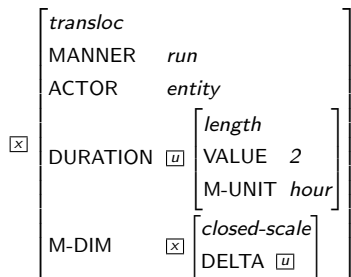 transloc
MANNER run
ACTOR entity
x
DURATION u
length
VALUE 2
M-UNIT hour
M-DIM x
closed-scale
DELTA u